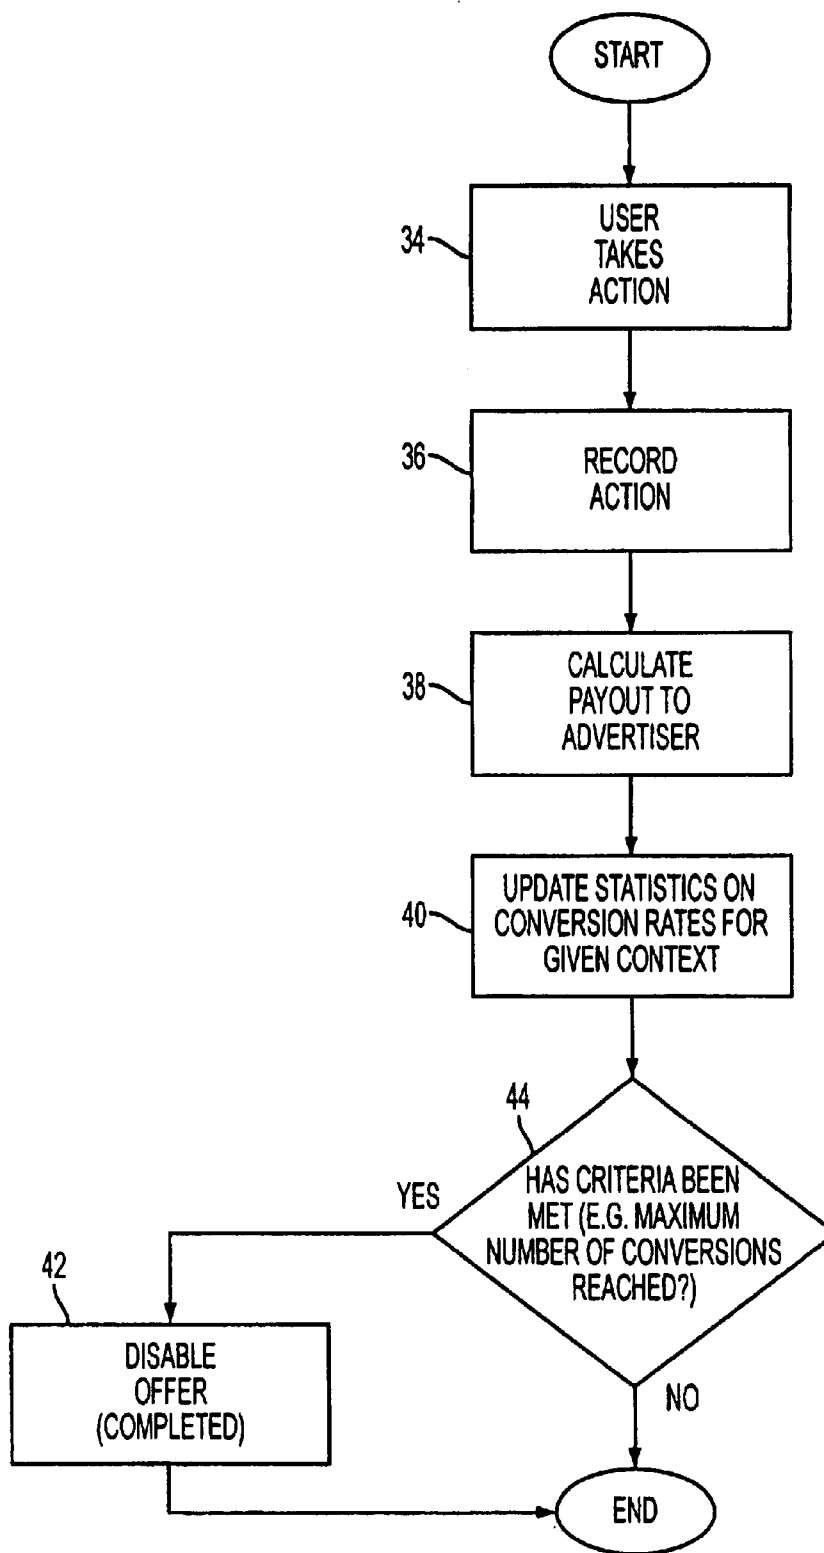 START
34
USER
TAKES
ACTION
36
RECORD
ACTION
38
CALCULATE
PAYOUT TO
ADVERTISER
40
UPDATE STATISTICS ON
CONVERSION RATES FOR
GIVEN CONTEXT
44
HAS CRITERIA BEEN
MET (E.G. MAXIMUM
NUMBER OF CONVERSIONS
REACHED?)
YES
42
DISABLE
OFFER
(COMPLETED)
NO
END